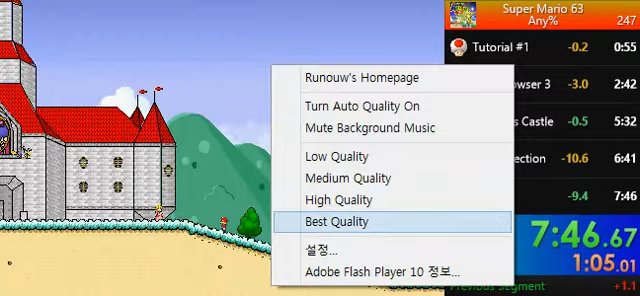 Super Mario 63
Any%
247
Tutorial #1 -0.2 0:55
owser 3 -3.0 2:42
s Castle -0.5 5:32
ection -10.6 6:41
-9.4 7:46
7:46.67
1:05.01
Previous Segment +1.1
Runouw's Homepage
Turn Auto Quality On
Mute Background Music
Low Quality
Medium Quality
High Quality
Best Quality
설정...
Adobe Flash Player 10 정보...